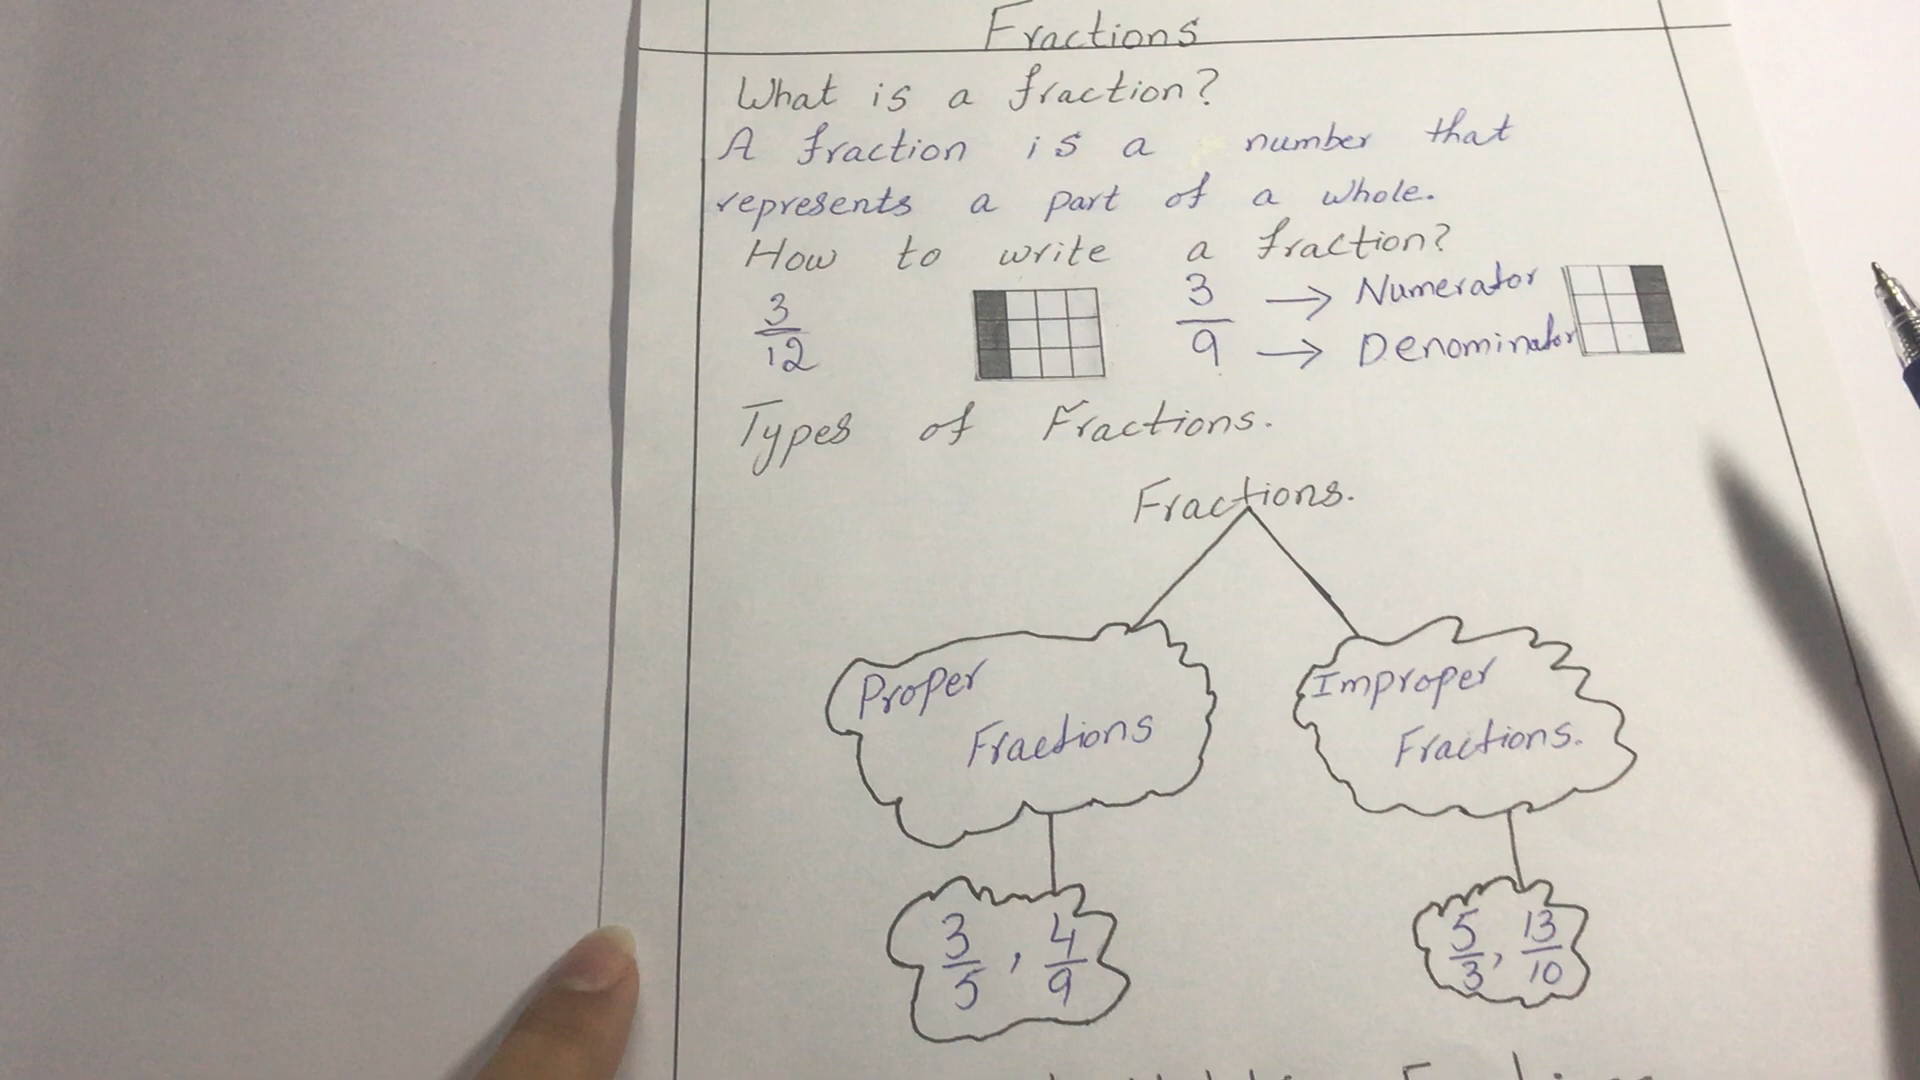 Fractions
What is a fraction?
A fraction is a number that
represents a part of a whole.
How to write a fraction?
3/12
3/9 → Numerator
→ Denominator
Types of Fractions.
Fractions.
Proper Fractions
Improper Fractions.
3/5, 4/9
5/3, 13/10